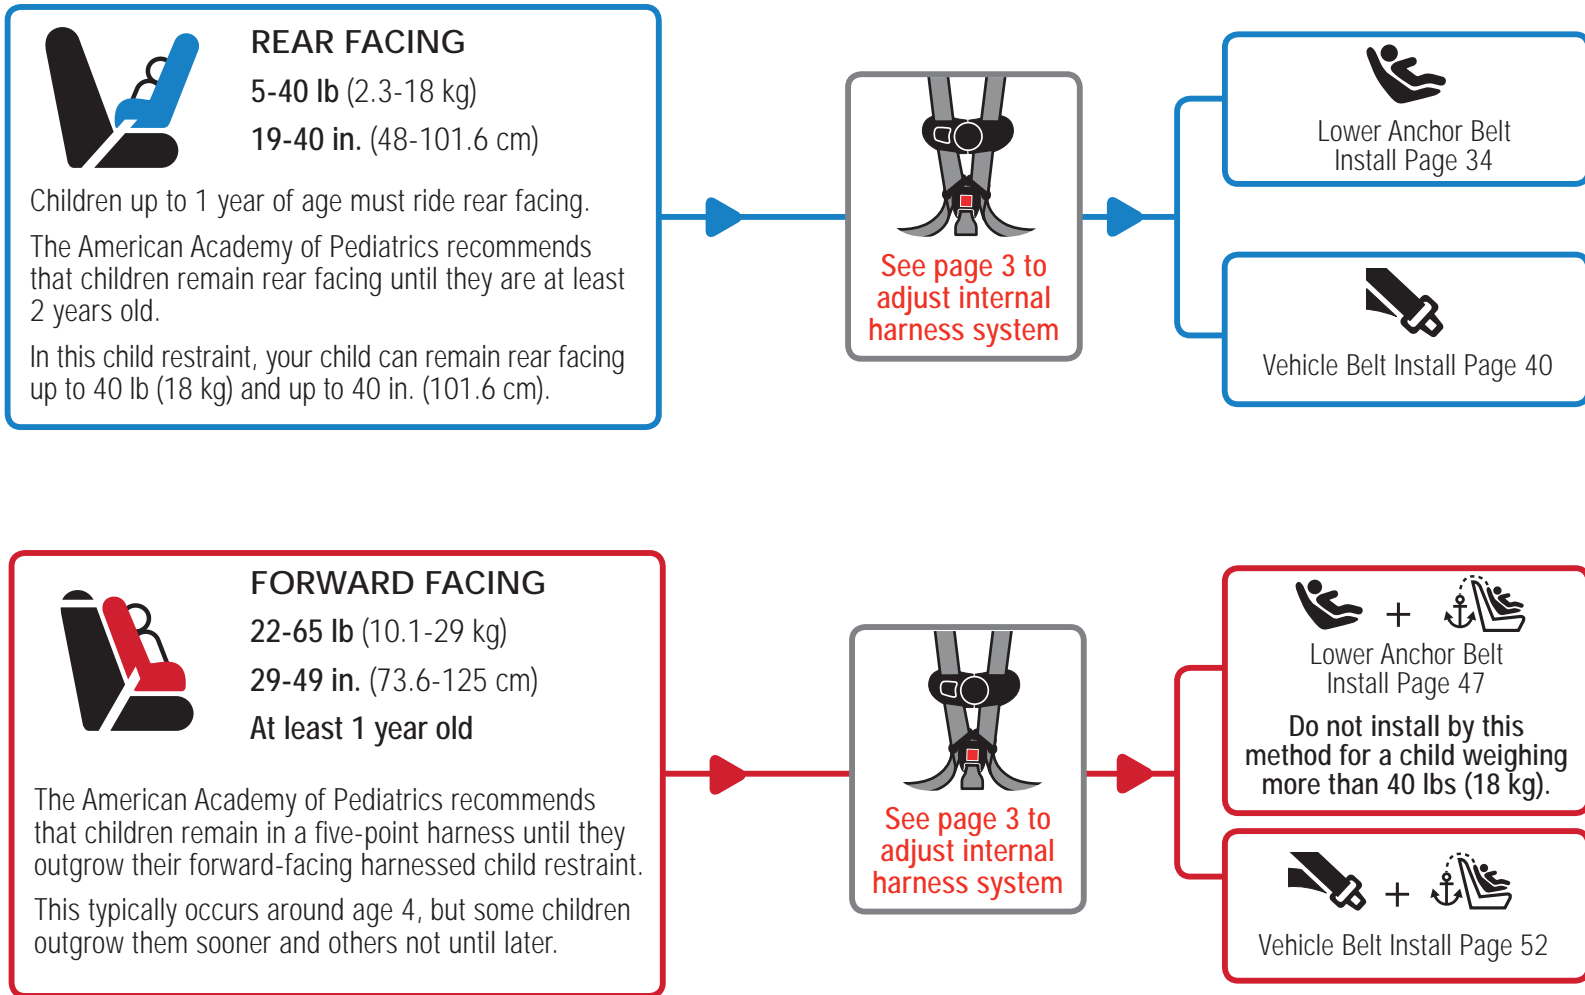 REAR FACING
5-40 lb (2.3-18 kg)
19-40 in. (48-101.6 cm)
Children up to 1 year of age must ride rear facing.
The American Academy of Pediatrics recommends
that children remain rear facing until they are at least
2 years old.
In this child restraint, your child can remain rear facing
up to 40 lb (18 kg) and up to 40 in. (101.6 cm).
See page 3 to
adjust internal
harness system
Lower Anchor Belt
Install Page 34
Vehicle Belt Install Page 40
FORWARD FACING
22-65 lb (10.1-29 kg)
29-49 in. (73.6-125 cm)
At least 1 year old
The American Academy of Pediatrics recommends
that children remain in a five-point harness until they
outgrow their forward-facing harnessed child restraint.
This typically occurs around age 4, but some children
outgrow them sooner and others not until later.
See page 3 to
adjust internal
harness system
+
Lower Anchor Belt
Install Page 47
Do not install by this
method for a child weighing
more than 40 lbs (18 kg).
+
Vehicle Belt Install Page 52